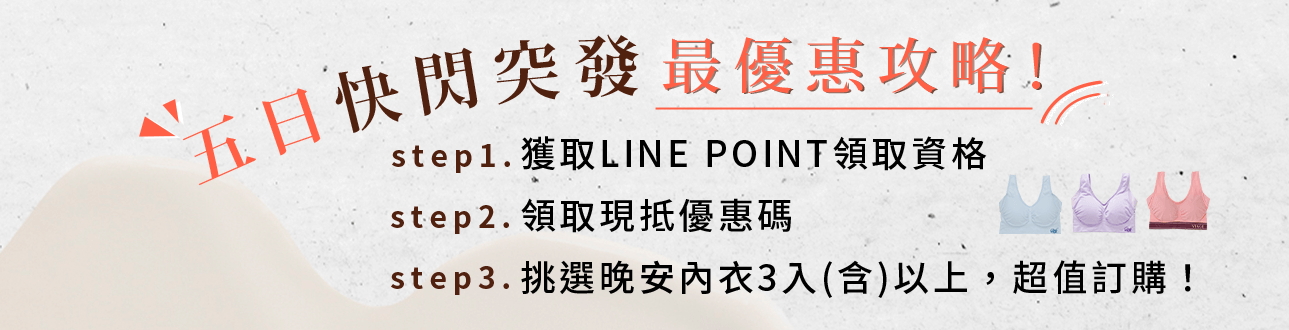 五日快閃突發最優惠攻略！
step1.獲取LINE POINT領取資格
step2.領取現抵優惠碼
step3.挑選晚安內衣3入(含)以上，超值訂購！